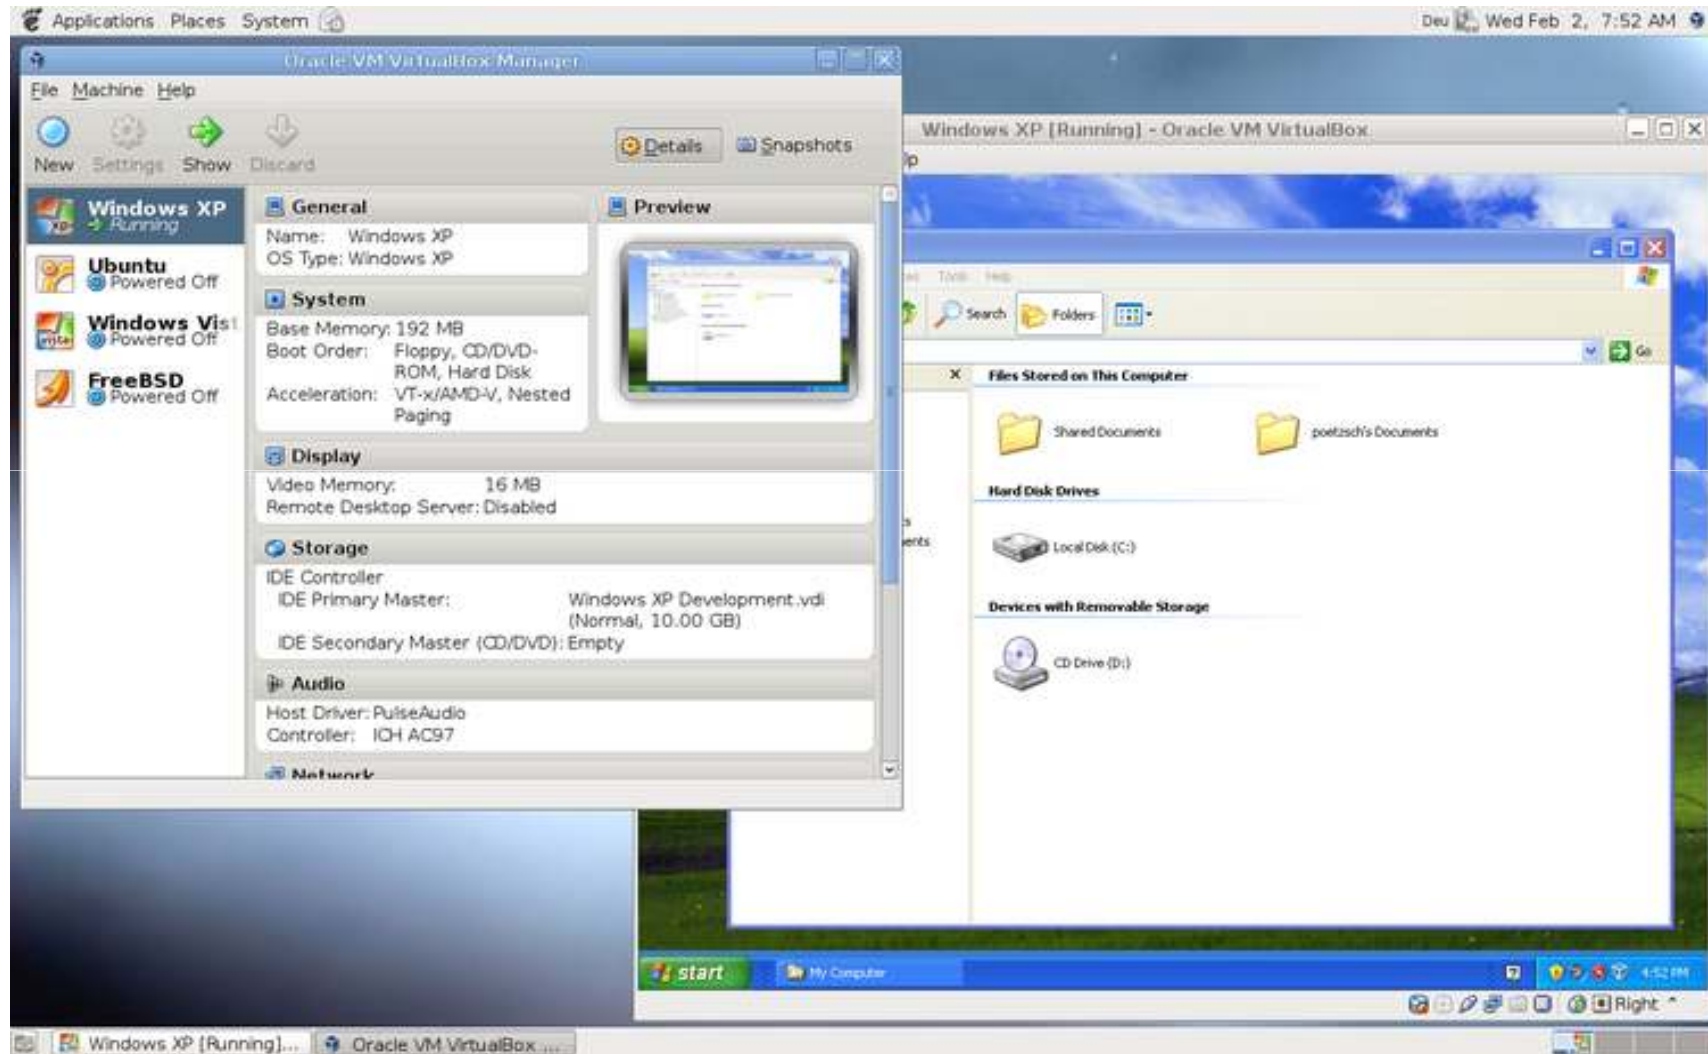 Applications Places System
Deu Wed Feb 2, 7:52 AM
Oracle VM VirtualBox Manager
File Machine Help
New Settings Show Discard
Details Snapshots
Windows XP
Running
Ubuntu
Powered Off
Windows Vist
Powered Off
FreeBSD
Powered Off
General
Name: Windows XP
OS Type: Windows XP
Preview
System
Base Memory: 192 MB
Boot Order: Floppy, CD/DVD-
ROM, Hard Disk
Acceleration: VT-x/AMD-V, Nested
Paging
Display
Video Memory: 16 MB
Remote Desktop Server: Disabled
Storage
IDE Controller
IDE Primary Master: Windows XP Development.vdi
(Normal, 10.00 GB)
IDE Secondary Master (CD/DVD): Empty
Audio
Host Driver: PulseAudio
Controller: ICH AC97
Network
Windows XP [Running] - Oracle VM VirtualBox
lp
Tools Help
Search Folders
Go
Files Stored on This Computer
Shared Documents poetzsch's Documents
Hard Disk Drives
s
ents
Local Disk (C:)
Devices with Removable Storage
CD Drive (D:)
start My Computer 4:52 PM
Right
Windows XP [Running]... Oracle VM VirtualBox ...